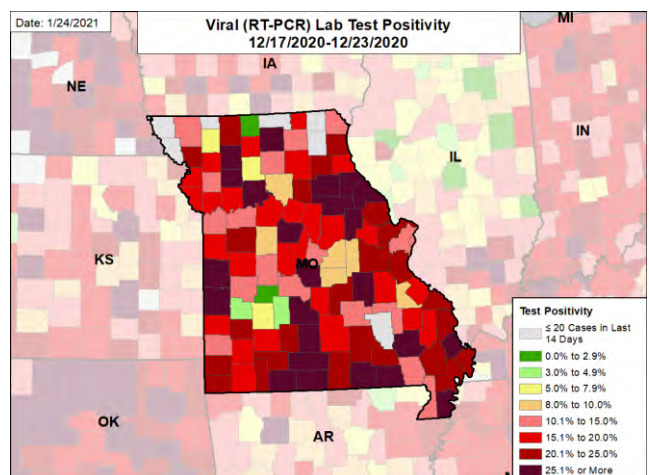 Date: 1/24/2021
Viral (RT-PCR) Lab Test Positivity
12/17/2020-12/23/2020
MI
IA
NE
IN
IL
KS
MO
OK
AR
Test Positivity
≤ 20 Cases in Last
14 Days
0.0% to 2.9%
3.0% to 4.9%
5.0% to 7.9%
8.0% to 10.0%
10.1% to 15.0%
15.1% to 20.0%
20.1% to 25.0%
25.1% or More